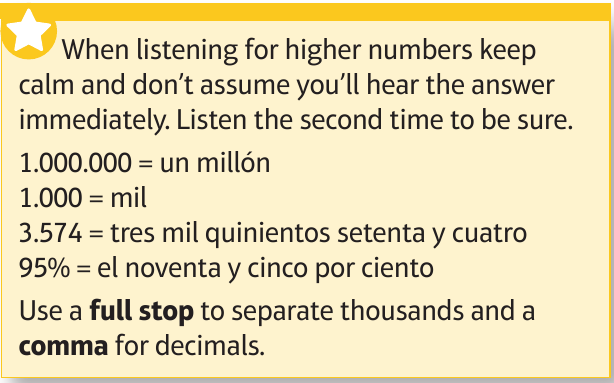 When listening for higher numbers keep
calm and don’t assume you’ll hear the answer
immediately. Listen the second time to be sure.
1.000.000 = un millón
1.000 = mil
3.574 = tres mil quinientos setenta y cuatro
95% = el noventa y cinco por ciento
Use a full stop to separate thousands and a
comma for decimals.